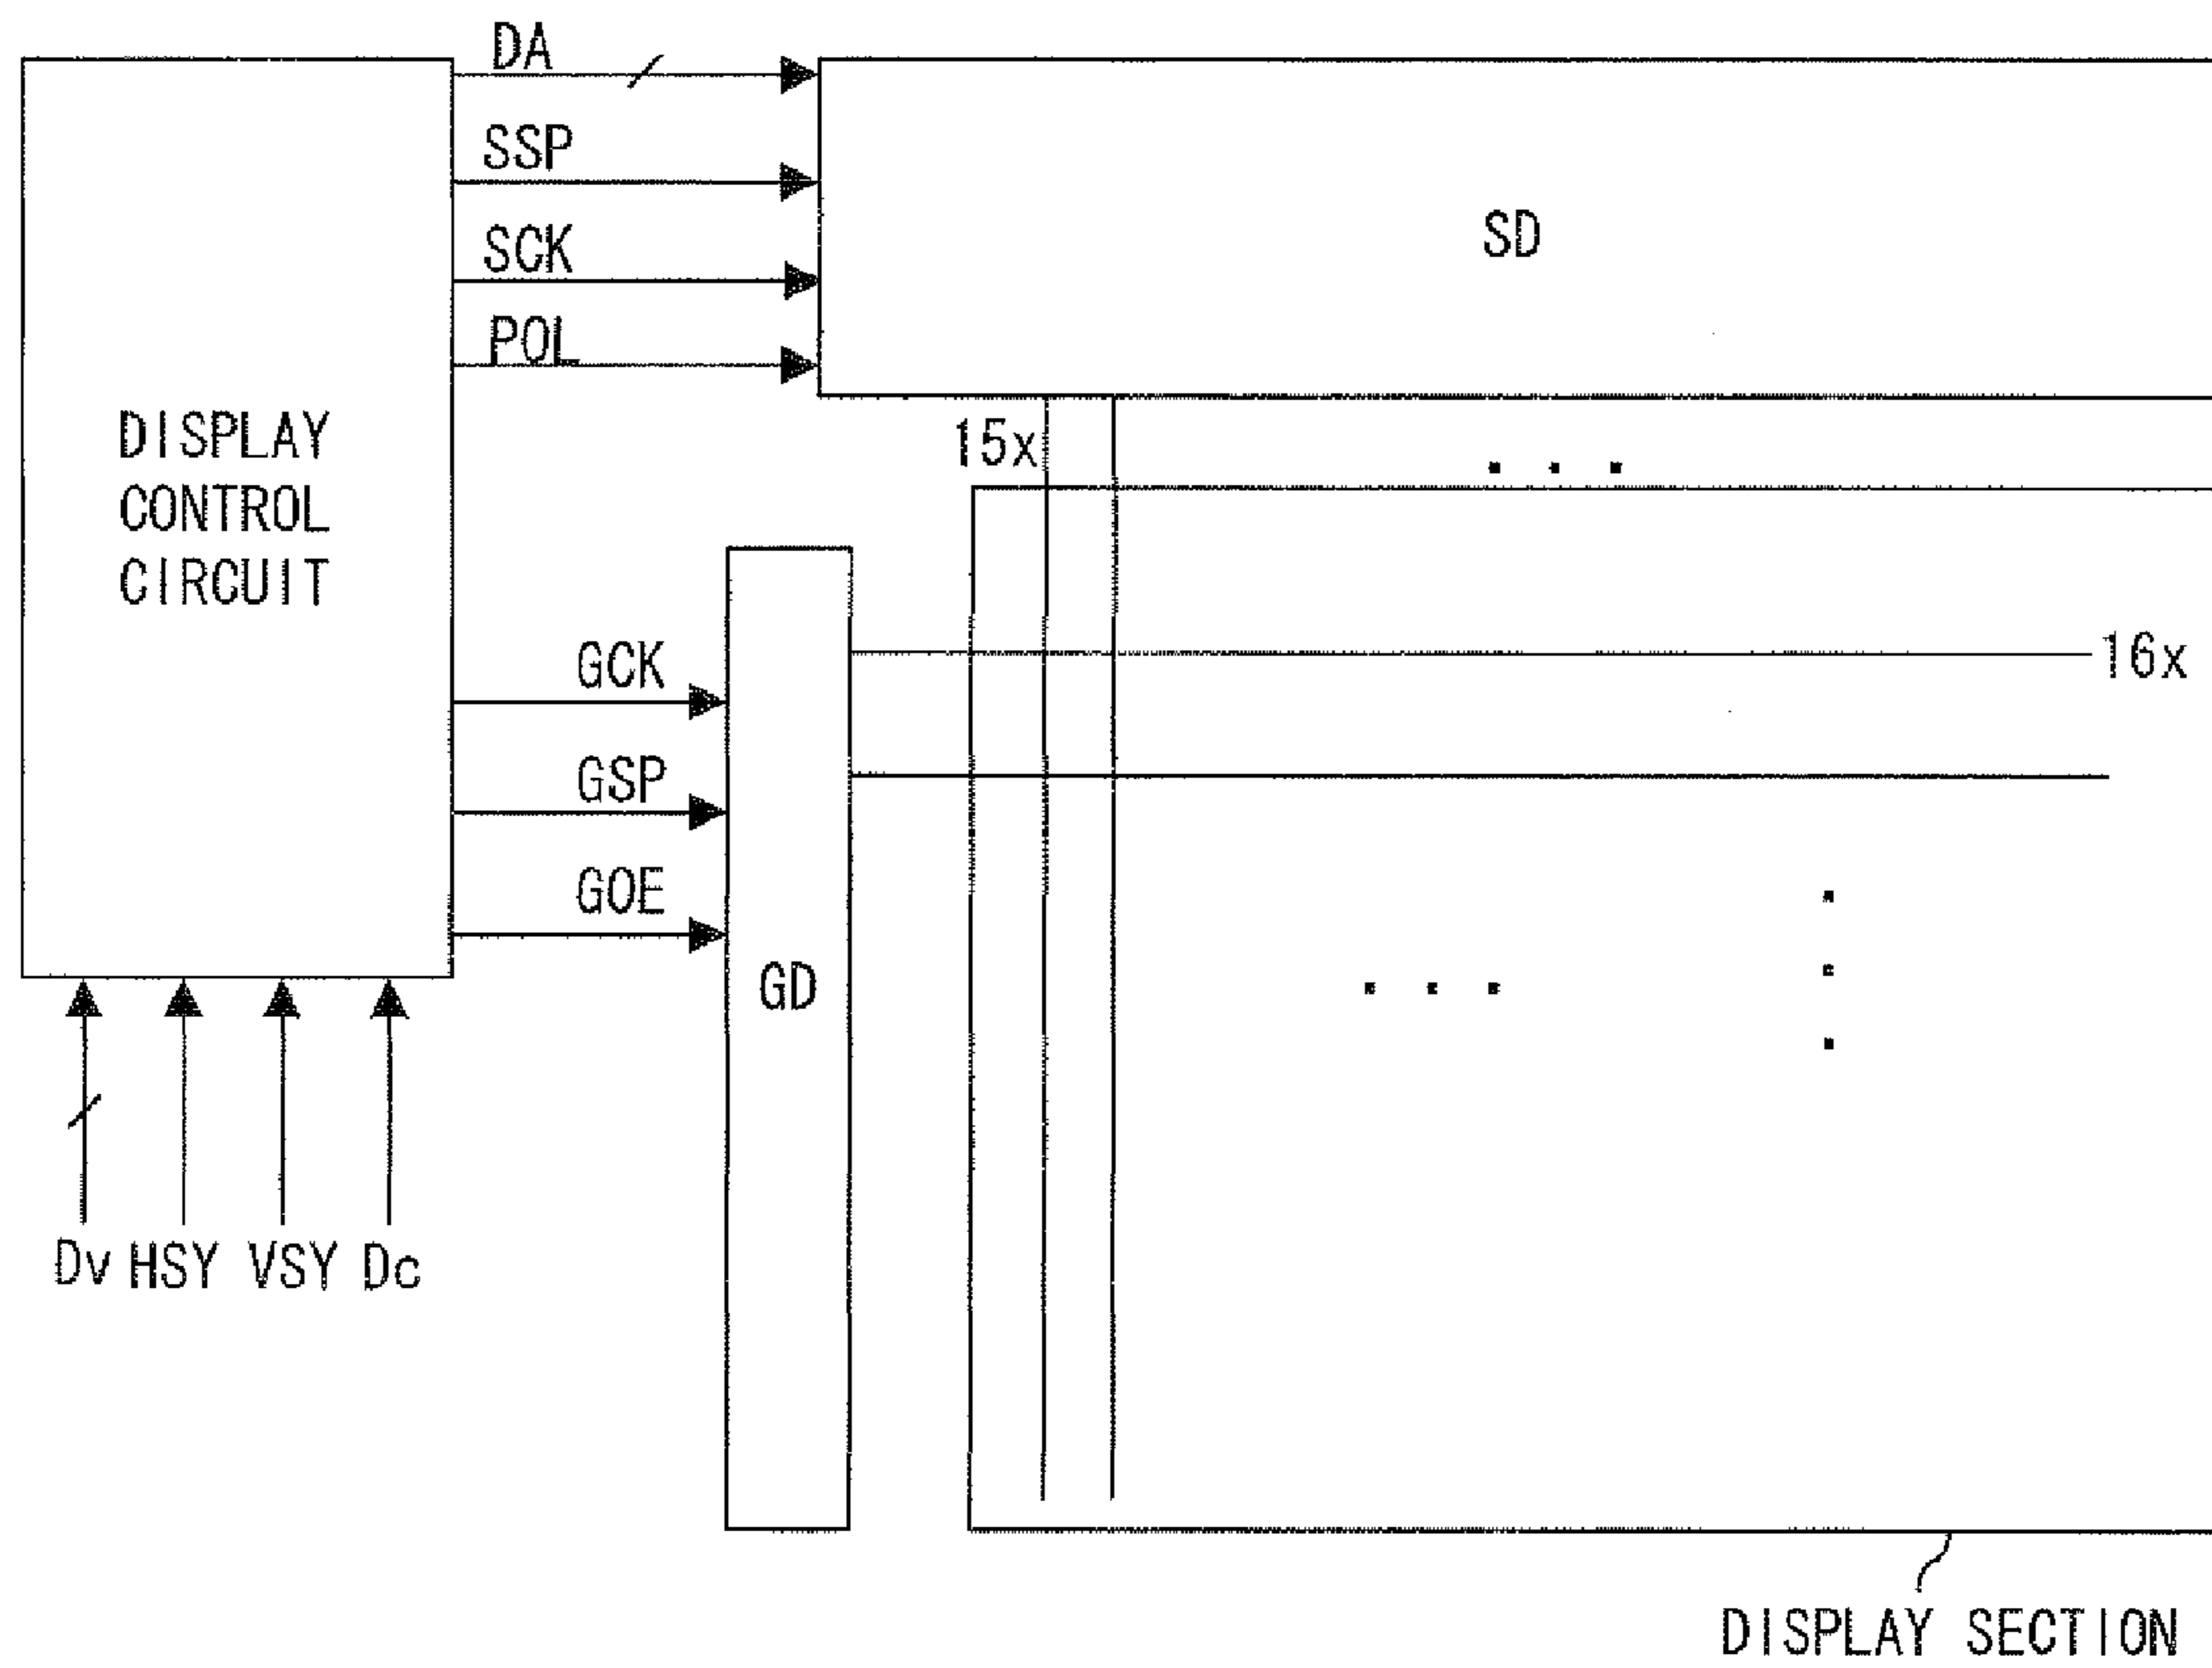 DA
SSP
SCK
POL
SD
DISPLAY
CONTROL
CIRCUIT
15x
16x
GCK
GSP
GOE
GD
Dv HSY VSY Dc
DISPLAY SECTION